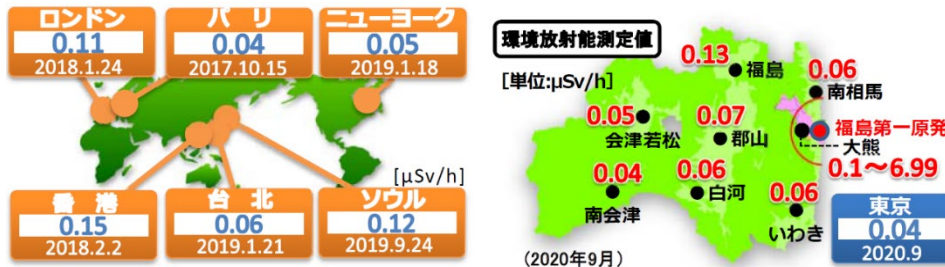 ロンドン
0.11
2018.1.24
パリ
0.04
2017.10.15
ニューヨーク
0.05
2019.1.18
[μSv/h]
香港
0.15
2018.2.2
台北
0.06
2019.1.21
ソウル
0.12
2019.9.24
環境放射能測定値
[単位:μSv/h]
0.13
福島
0.06
南相馬
0.05
会津若松
0.07
郡山
福島第一原発
大熊
0.1～6.99
0.04
南会津
0.06
白河
0.06
いわき
(2020年9月)
東京
0.04
2020.9